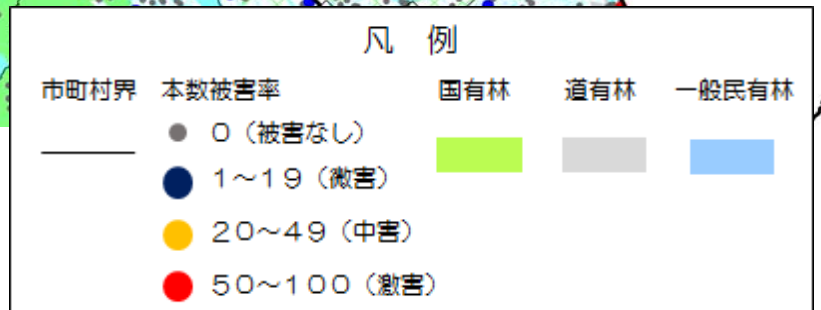 凡 例
市町村界 本数被害率 国有林 道有林 一般民有林
０（被害なし）
１～１９（微害）
２０～４９（中害）
５０～１００（激害）